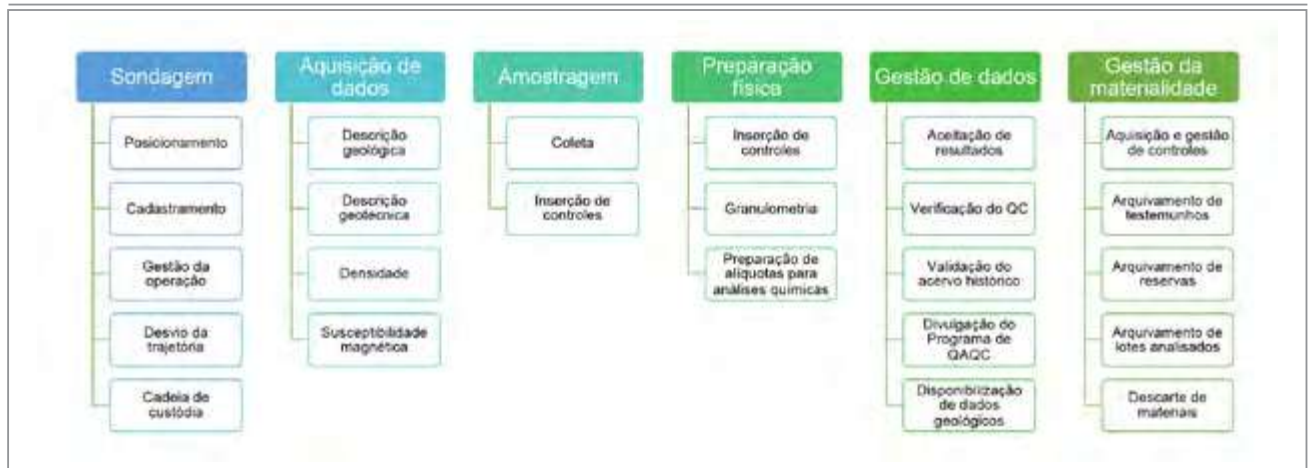 Sondagem
Posicionamento
Cadastramento
Gestão da
operação
Desvio da
trajetória
Cadeia de
custódia
Aquisição de
dados
Descrição
geológica
Descrição
geotecnica
Densidade
Susceptibilidade
magnética
Amostragem
Coleta
Inserção de
controles
Preparação
física
Inserção de
controles
Granulometria
Preparação de
alíquotas para
análises químicas
Gestão de dados
Aceitação de
resultados
Verificação do QC
Validação do
acervo histórico
Divulgação do
Programa de
QAQC
Disponibilização
de dados
geológicos
Gestão da
materialidade
Aquisição e gestão
de controles
Arquivamento de
testemunhos
Arquivamento de
reservas
Arquivamento de
lotes analisados
Descarte de
materiais